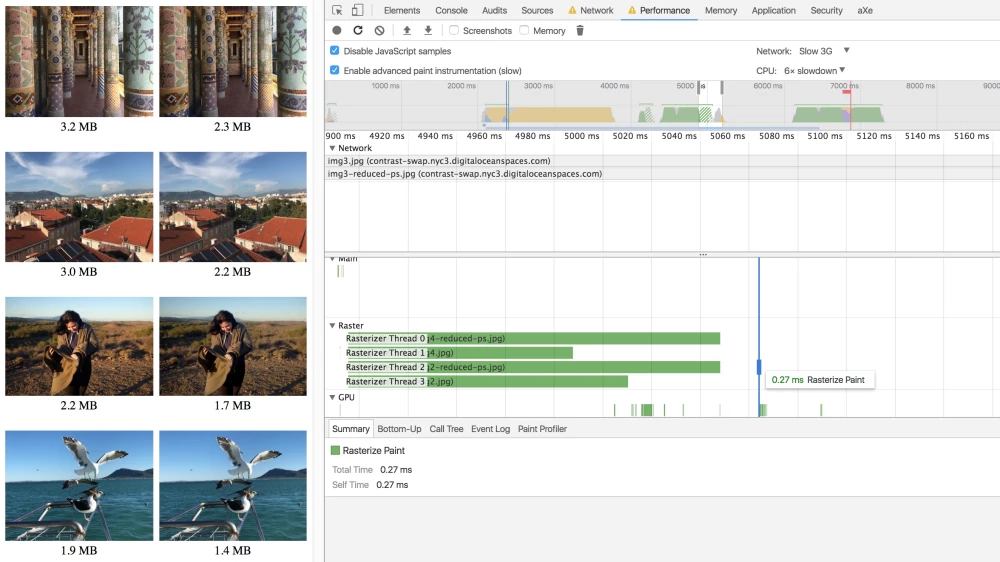 3.2 MB
2.3 MB
3.0 MB
2.2 MB
2.2 MB
1.7 MB
1.9 MB
1.4 MB
Elements Console Audits Sources Network Performance Memory Application Security aXe
Screenshots Memory
Disable JavaScript samples
Network: Slow 3G
Enable advanced paint instrumentation (slow)
CPU: 6× slowdown
1000 ms 2000 ms 3000 ms 4000 ms 5000 6000 ms 7000 ms 8000 ms 9000
900 ms 4920 ms 4940 ms 4960 ms 4980 ms 5000 ms 5020 ms 5040 ms 5060 ms 5080 ms 5100 ms 5120 ms 5140 ms 5160 ms
Network
img3.jpg (contrast-swap.nyc3.digitaloceanspaces.com)
img3-reduced-ps.jpg (contrast-swap.nyc3.digitaloceanspaces.com)
...
Main
Raster
Rasterizer Thread 0 g4-reduced-ps.jpg)
Rasterizer Thread 1 g4.jpg)
Rasterizer Thread 2 g2-reduced-ps.jpg)
Rasterizer Thread 3 g2.jpg)
0.27 ms Rasterize Paint
GPU
Summary Bottom-Up Call Tree Event Log Paint Profiler
Rasterize Paint
Total Time 0.27 ms
Self Time 0.27 ms